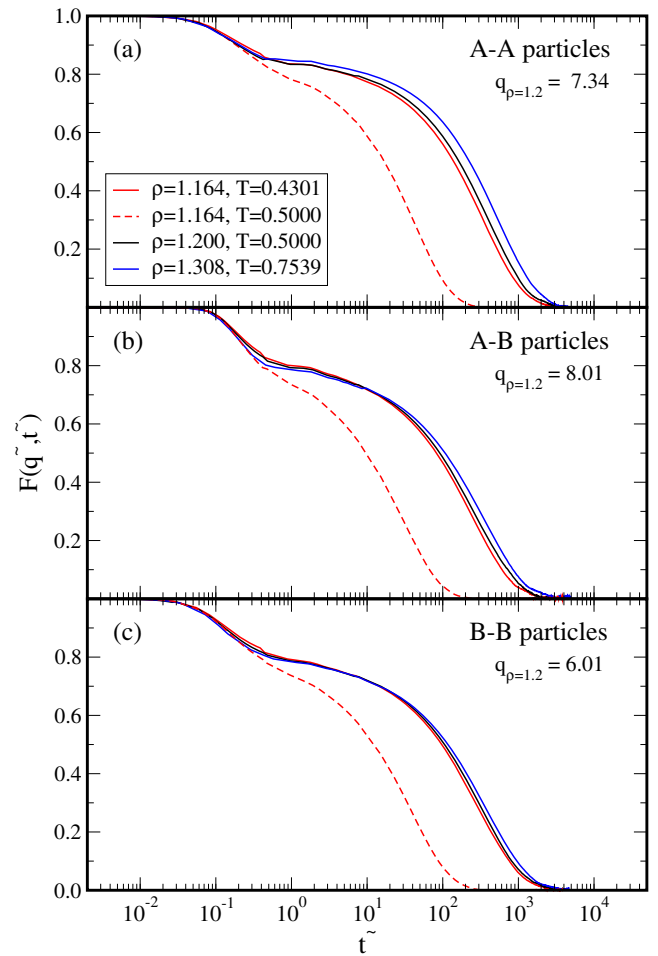 1.0
(a)
A-A particles
q_ρ=1.2 = 7.34
0.8
0.6
ρ=1.164, T=0.4301
ρ=1.164, T=0.5000
ρ=1.200, T=0.5000
ρ=1.308, T=0.7539
0.4
0.2
(b)
A-B particles
q_ρ=1.2 = 8.01
0.8
0.6
0.4
0.2
F(q~,t~)
(c)
B-B particles
q_ρ=1.2 = 6.01
0.8
0.6
0.4
0.2
0.0
10^-2 10^-1 10^0 10^1 10^2 10^3 10^4
t~